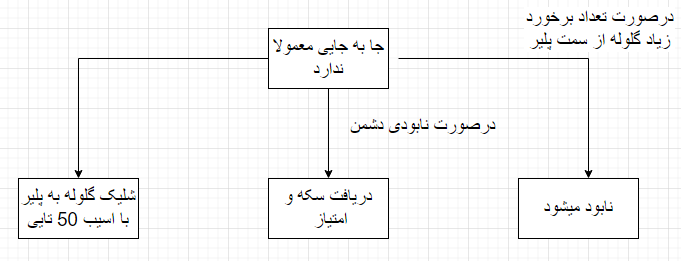 درصورت تعداد برخورد
زیاد گلوله از سمت پلیر
جا به جایی معمولا
ندارد
درصورت نابودی دشمن
نابود میشود
دریافت سکه و
امتیاز
شلیک گلوله به پلیر
با اسیب 50 تایی